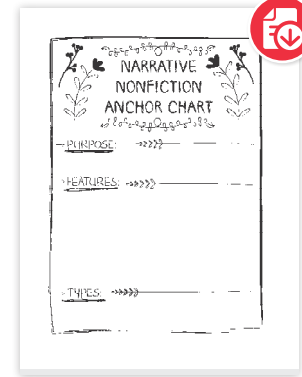 NARRATIVE
NONFICTION
ANCHOR CHART
PURPOSE:
FEATURES:
TYPES: